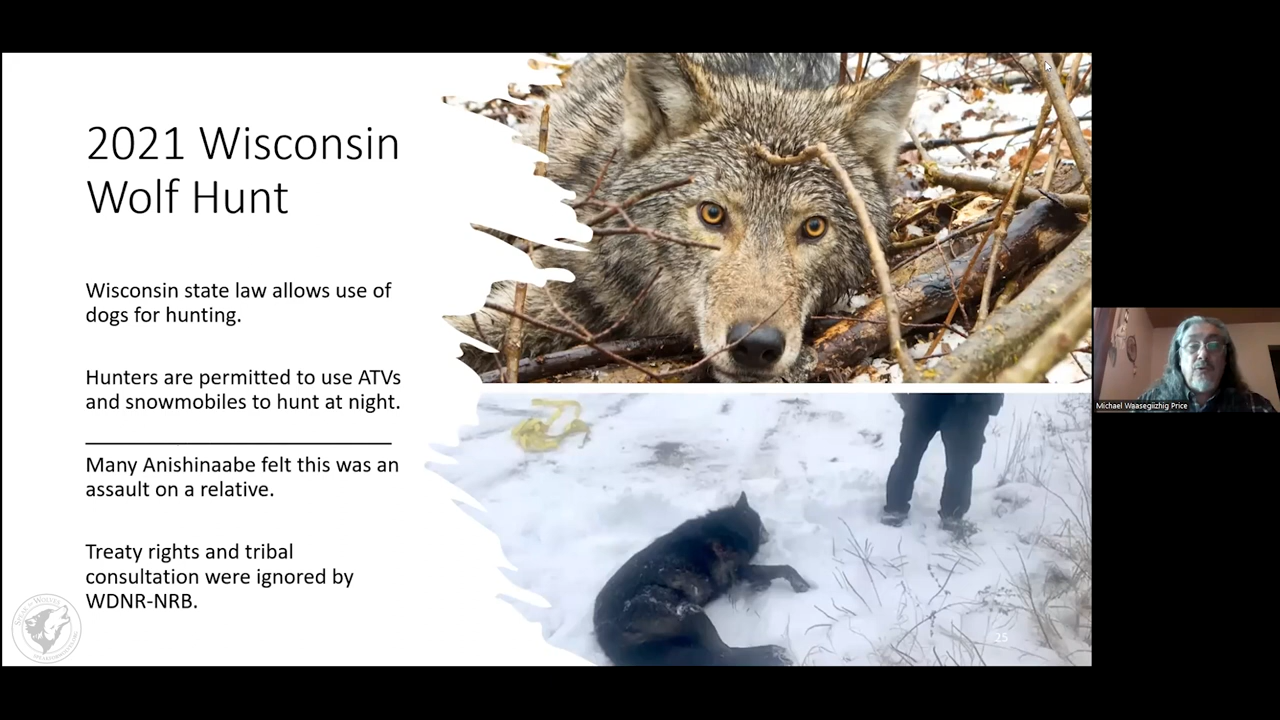 2021 Wisconsin
Wolf Hunt
Wisconsin state law allows use of
dogs for hunting.
Hunters are permitted to use ATVs
and snowmobiles to hunt at night.
Many Anishinaabe felt this was an
assault on a relative.
Treaty rights and tribal
consultation were ignored by
WDNR-NRB.
25
Michael Waasegiizhig Price